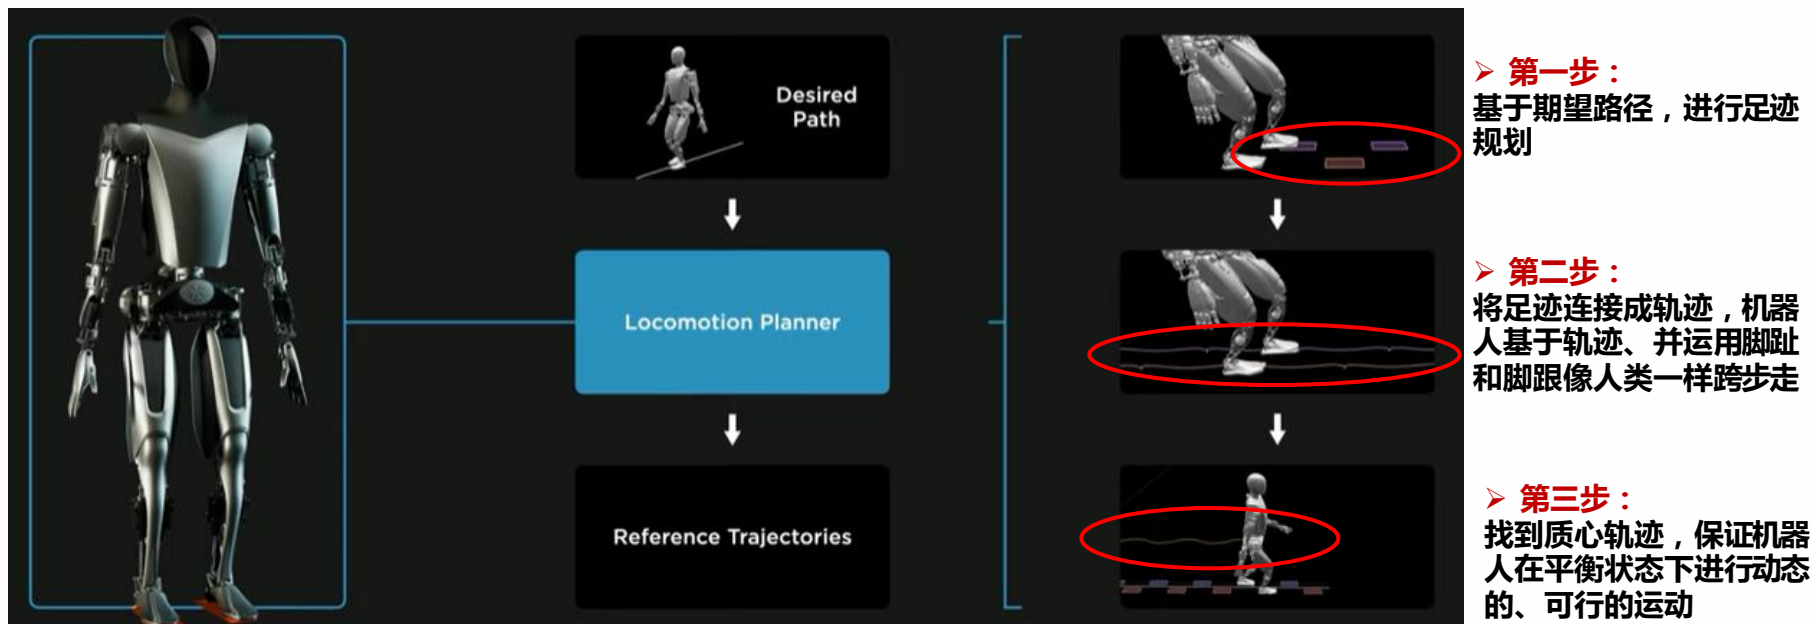 Desired
Path
Locomotion Planner
Reference Trajectories
➢ 第一步：
基于期望路径，进行足迹
规划
➢ 第二步：
将足迹连接成轨迹，机器
人基于轨迹、并运用脚趾
和脚跟像人类一样跨步走
➢ 第三步：
找到质心轨迹，保证机器
人在平衡状态下进行动态
的、可行的运动